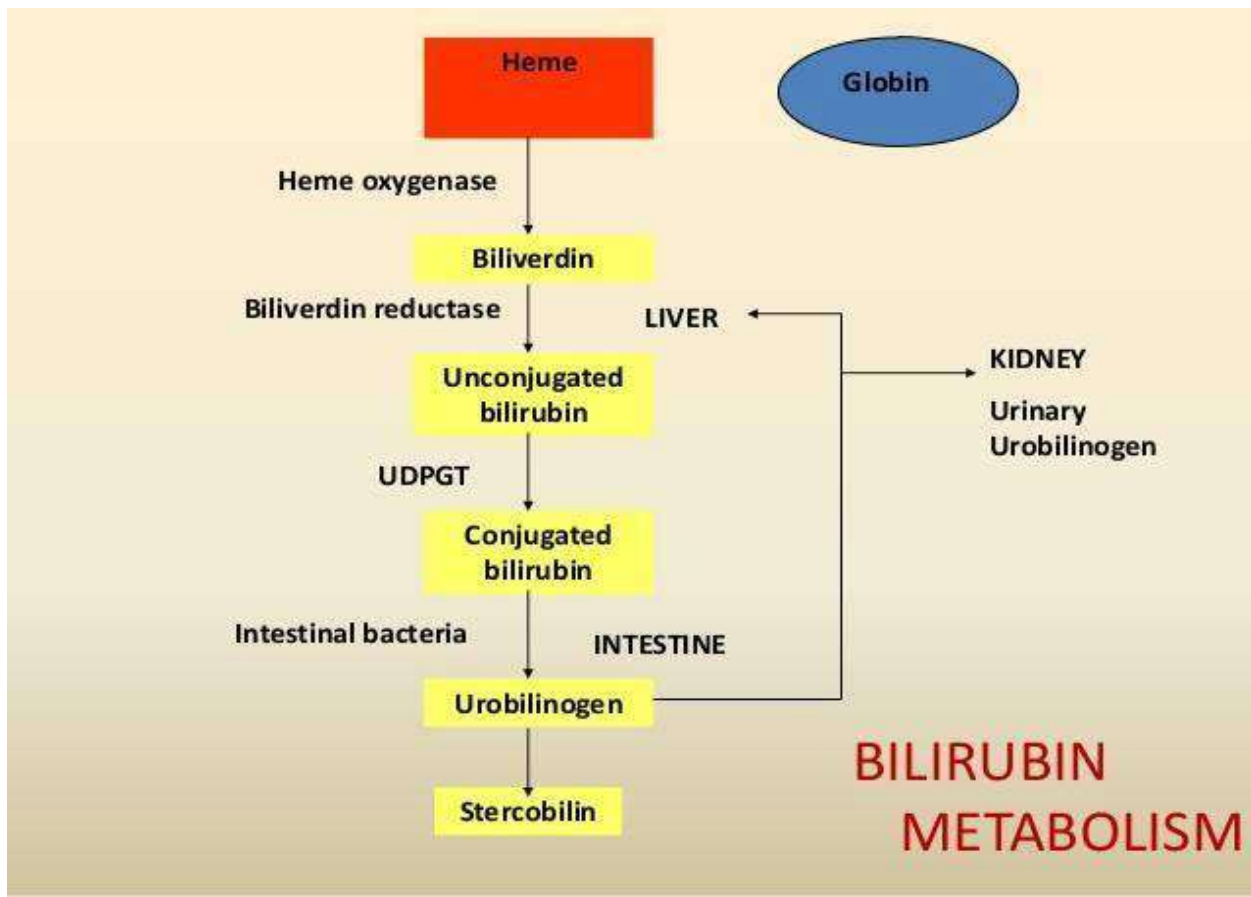 Heme
Globin
Heme oxygenase
Biliverdin
Biliverdin reductase
LIVER
KIDNEY
Unconjugated
bilirubin
Urinary
Urobilinogen
UDPGT
Conjugated
bilirubin
Intestinal bacteria
INTESTINE
Urobilinogen
BILIRUBIN
METABOLISM
Stercobilin